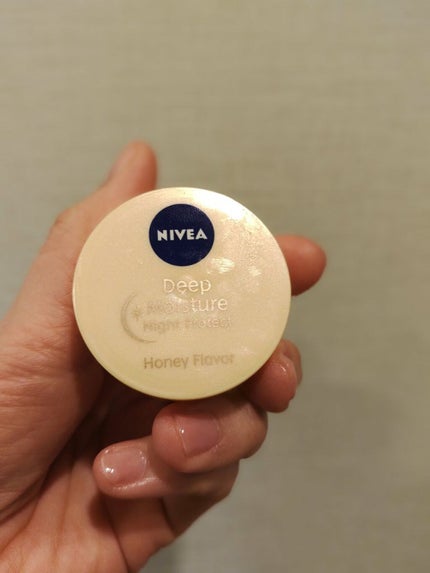 NIVEA
Deep
Moisture
Night Protect
Honey Flavor